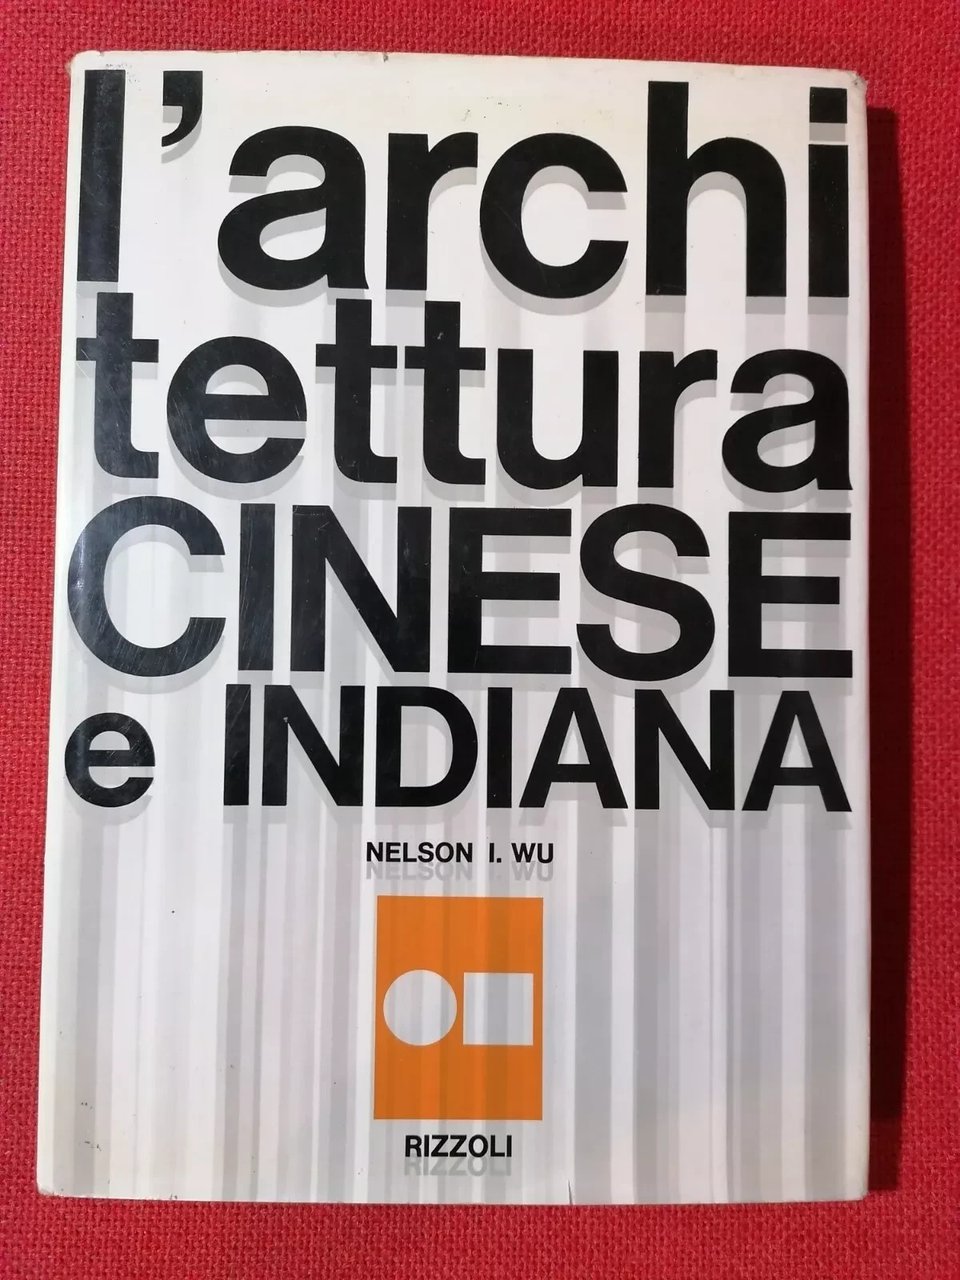 l'archi
tettura
CINESE
e INDIANA
NELSON I. WU
RIZZOLI